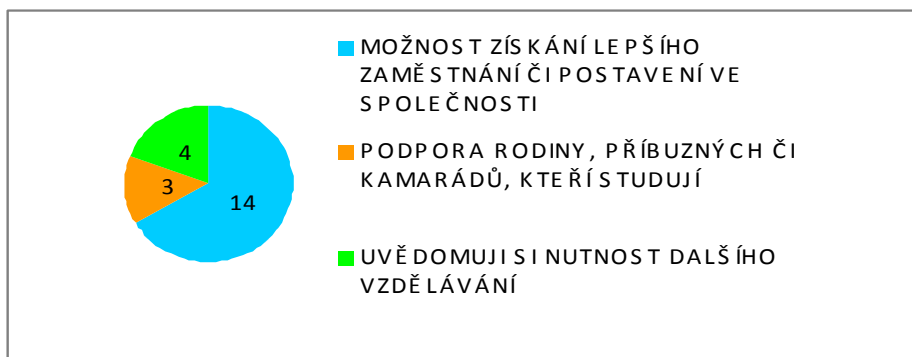 MOŽNOST ZÍSKÁNÍ LEPŠÍHO
ZAMĚSTNÁNÍ ČI POSTAVENÍ VE
SPOLEČNOSTI
PODPORA RODINY, PŘÍBUZNÝCH ČI
KAMARÁDŮ, KTEŘÍ STUDUJÍ
UVĚDOMUJI SI NUTNOST DALŠÍHO
VZDĚLÁVÁNÍ
4
3
14